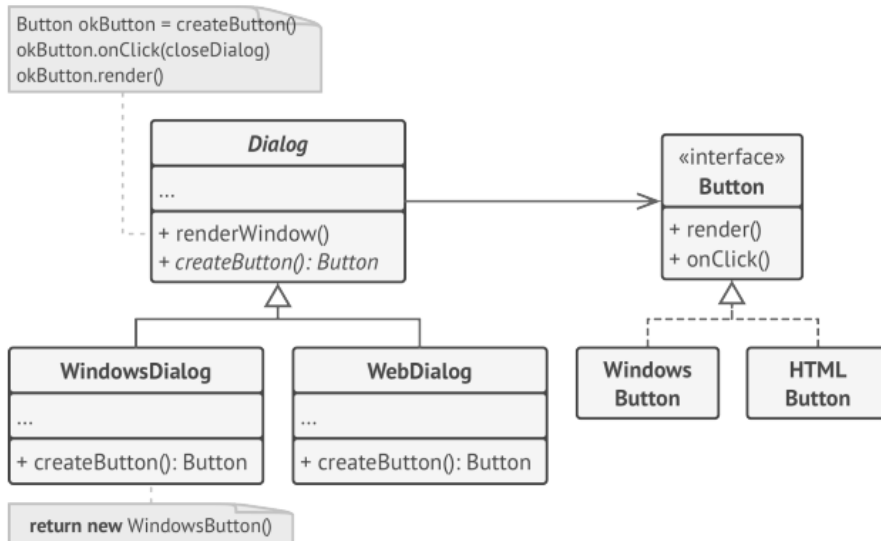 Button okButton = createButton()
okButton.onClick(closeDialog)
okButton.render()
Dialog
...
+ renderWindow()
+ createButton(): Button
«interface»
Button
+ render()
+ onClick()
WindowsDialog
...
+ createButton(): Button
WebDialog
...
+ createButton(): Button
Windows
Button
HTML
Button
return new WindowsButton()